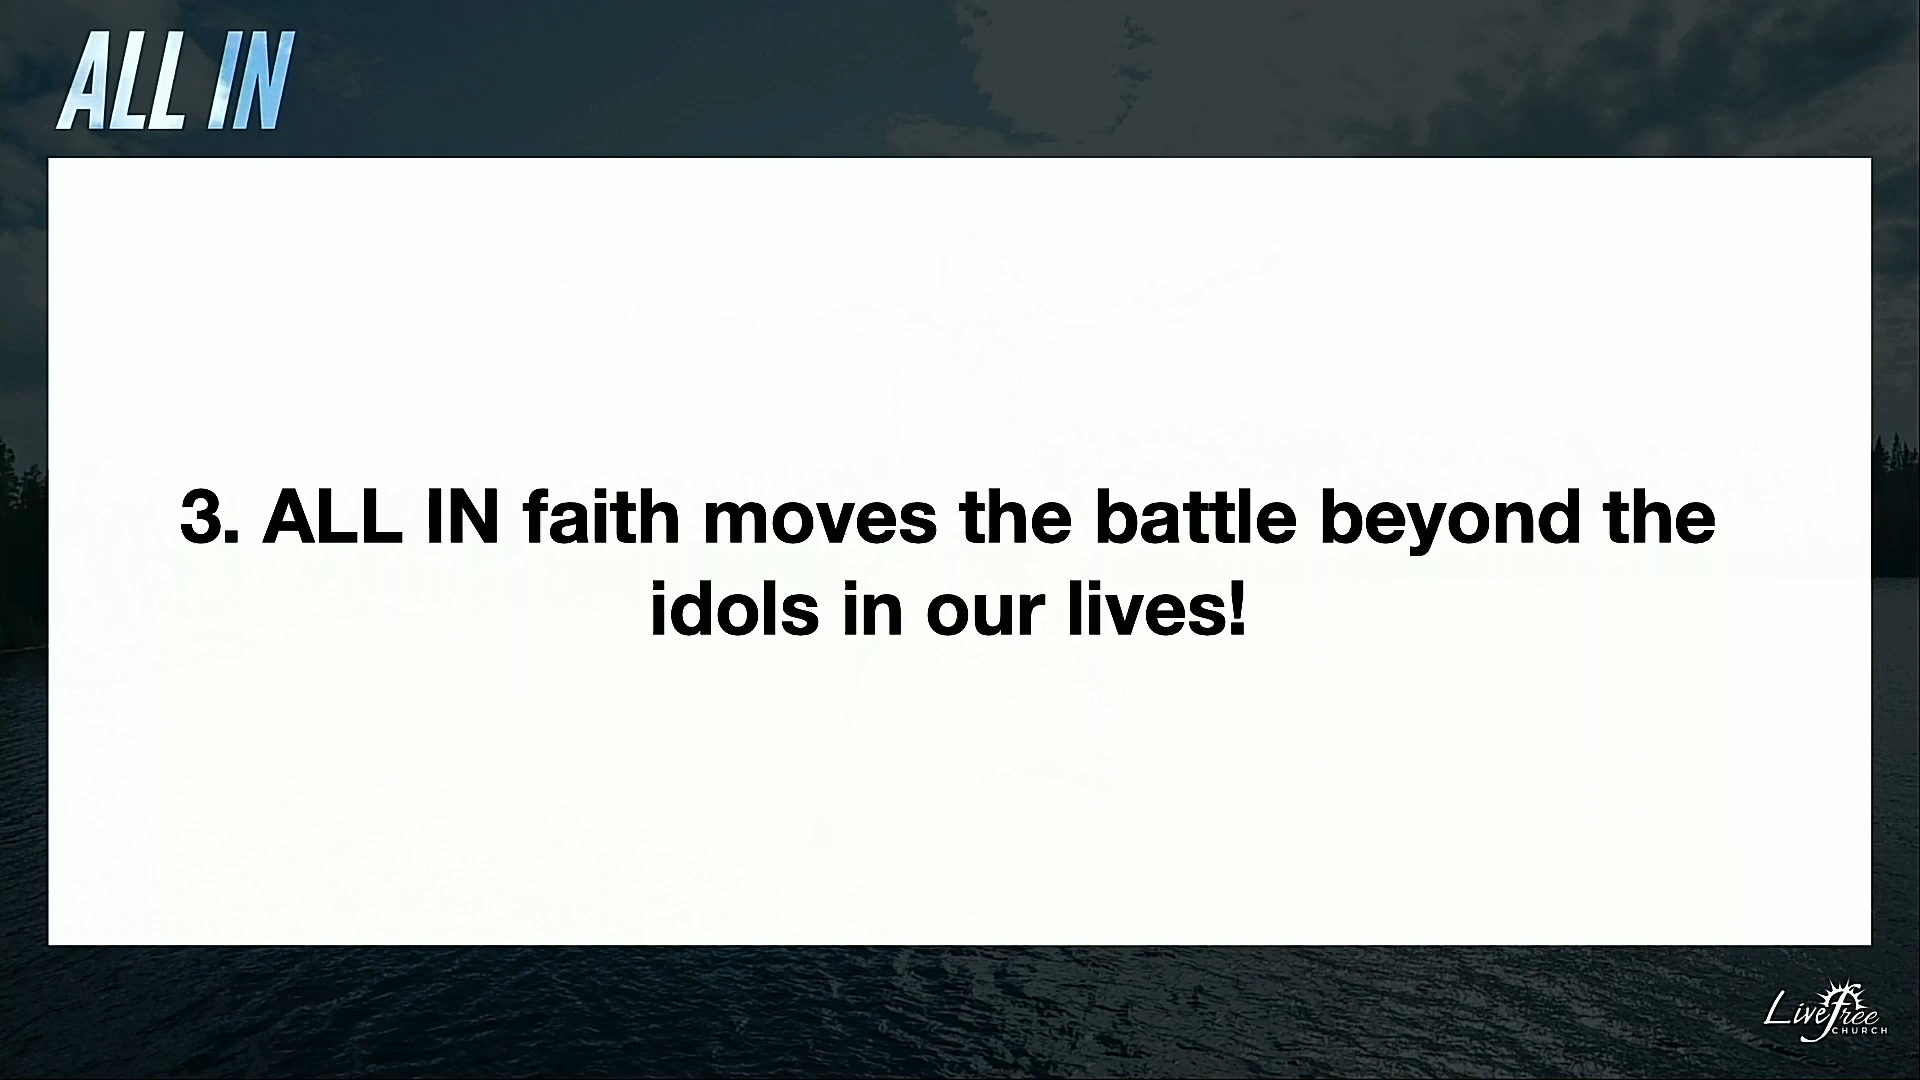 ALL IN
3. ALL IN faith moves the battle beyond the
idols in our lives!
Live free
CHURCH